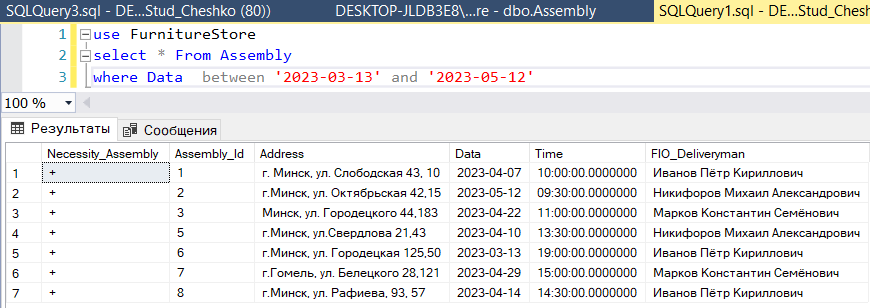 SQLQuery3.sql - DE...Stud_Cheshko (80)) DESKTOP-JLDB3E8\...re - dbo.Assembly SQLQuery1.sql - DE...Stud_Chesh
1 use FurnitureStore
2 select * From Assembly
3 where Data between '2023-03-13' and '2023-05-12'
100 %
Результаты Сообщения
Necessity_Assembly Assembly_Id Address Data Time FIO_Deliveryman
1 + 1 г. Минск, ул. Слободская 43, 10 2023-04-07 10:00:00.0000000 Иванов Пётр Кириллович
2 + 2 г.Минск, ул. Октябрьская 42,15 2023-05-12 09:30:00.0000000 Никифоров Михаил Александрович
3 + 3 Минск, ул. Городецкого 44,183 2023-04-22 11:00:00.0000000 Марков Константин Семёнович
4 + 5 г.Минск, ул.Свердлова 21,43 2023-04-10 13:30:00.0000000 Никифоров Михаил Александрович
5 + 6 г.Минск, ул. Городецкая 125,50 2023-03-13 19:00:00.0000000 Иванов Пётр Кириллович
6 + 7 г.Гомель, ул. Белецкого 28,121 2023-04-29 15:00:00.0000000 Марков Константин Семёнович
7 + 8 г.Минск, ул. Рафиева, 93, 57 2023-04-14 14:30:00.0000000 Иванов Пётр Кириллович